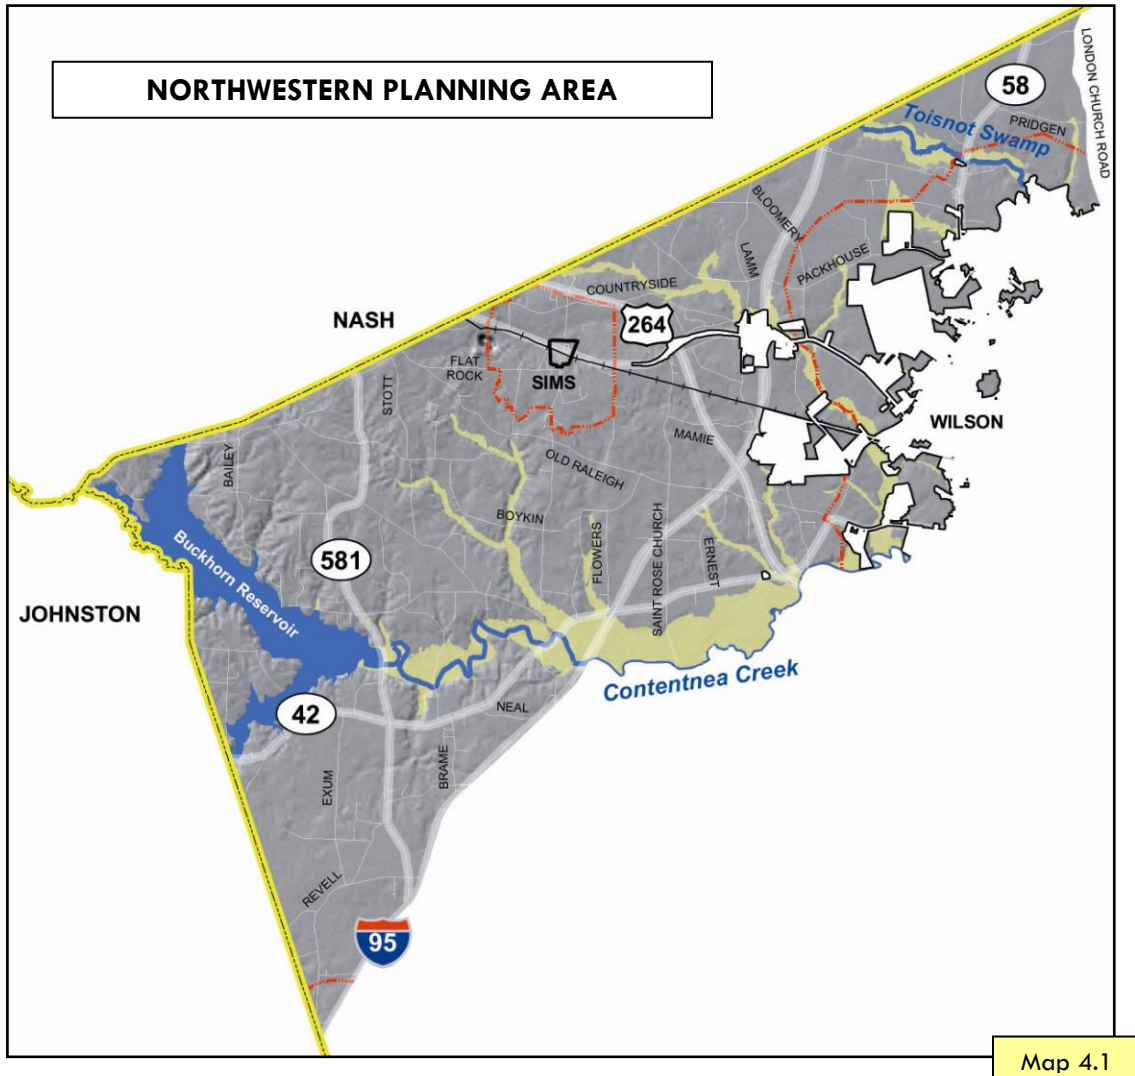 NORTHWESTERN PLANNING AREA
58
LONDON CHURCH ROAD
Toisnot Swamp
PRIDGEN
BLOOMERY
LAMM
PACKHOUSE
COUNTRYSIDE
NASH
264
FLAT
ROCK
SIMS
STOTT
WILSON
MAMIE
BAILEY
OLD RALEIGH
BOYKIN
FLOWERS
SAINT ROSE CHURCH
ERNEST
581
Buckhorn Reservoir
JOHNSTON
Contentnea Creek
42
NEAL
BRAME
EXUM
REVELL
95
Map 4.1